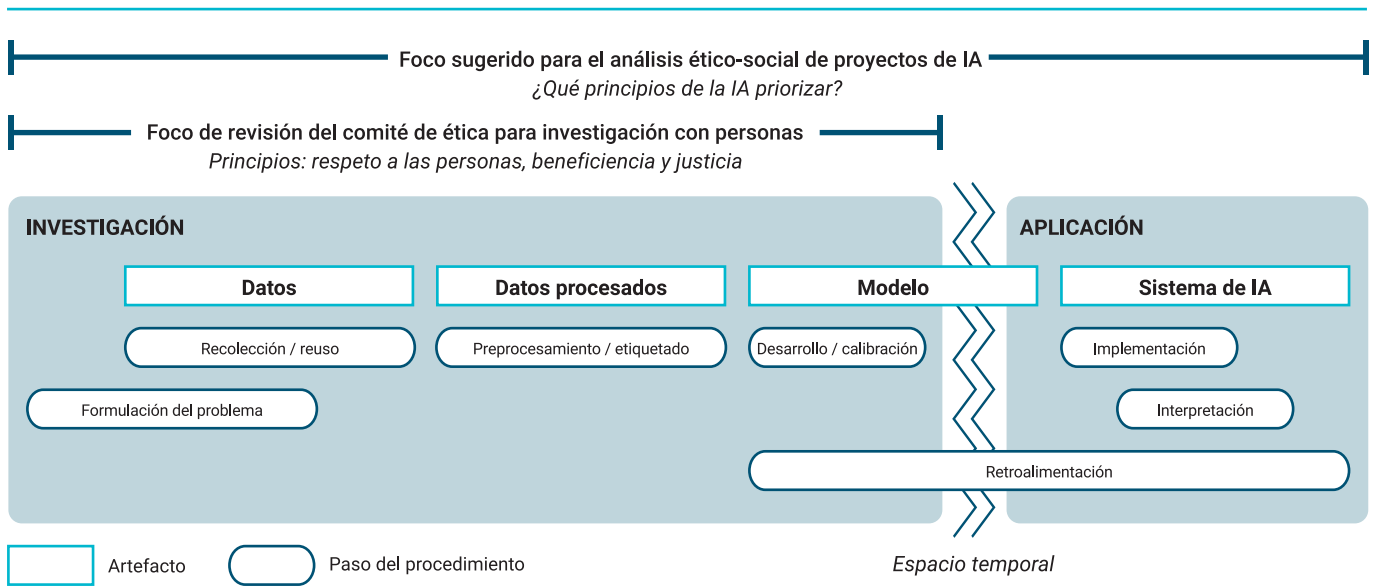 Foco sugerido para el análisis ético-social de proyectos de IA
¿Qué principios de la IA priorizar?
Foco de revisión del comité de ética para investigación con personas
Principios: respeto a las personas, beneficiencia y justicia
INVESTIGACIÓN
APLICACIÓN
Datos
Datos procesados
Modelo
Sistema de IA
Recolección / reuso
Preprocesamiento / etiquetado
Desarrollo / calibración
Implementación
Formulación del problema
Interpretación
Retroalimentación
Artefacto
Paso del procedimiento
Espacio temporal